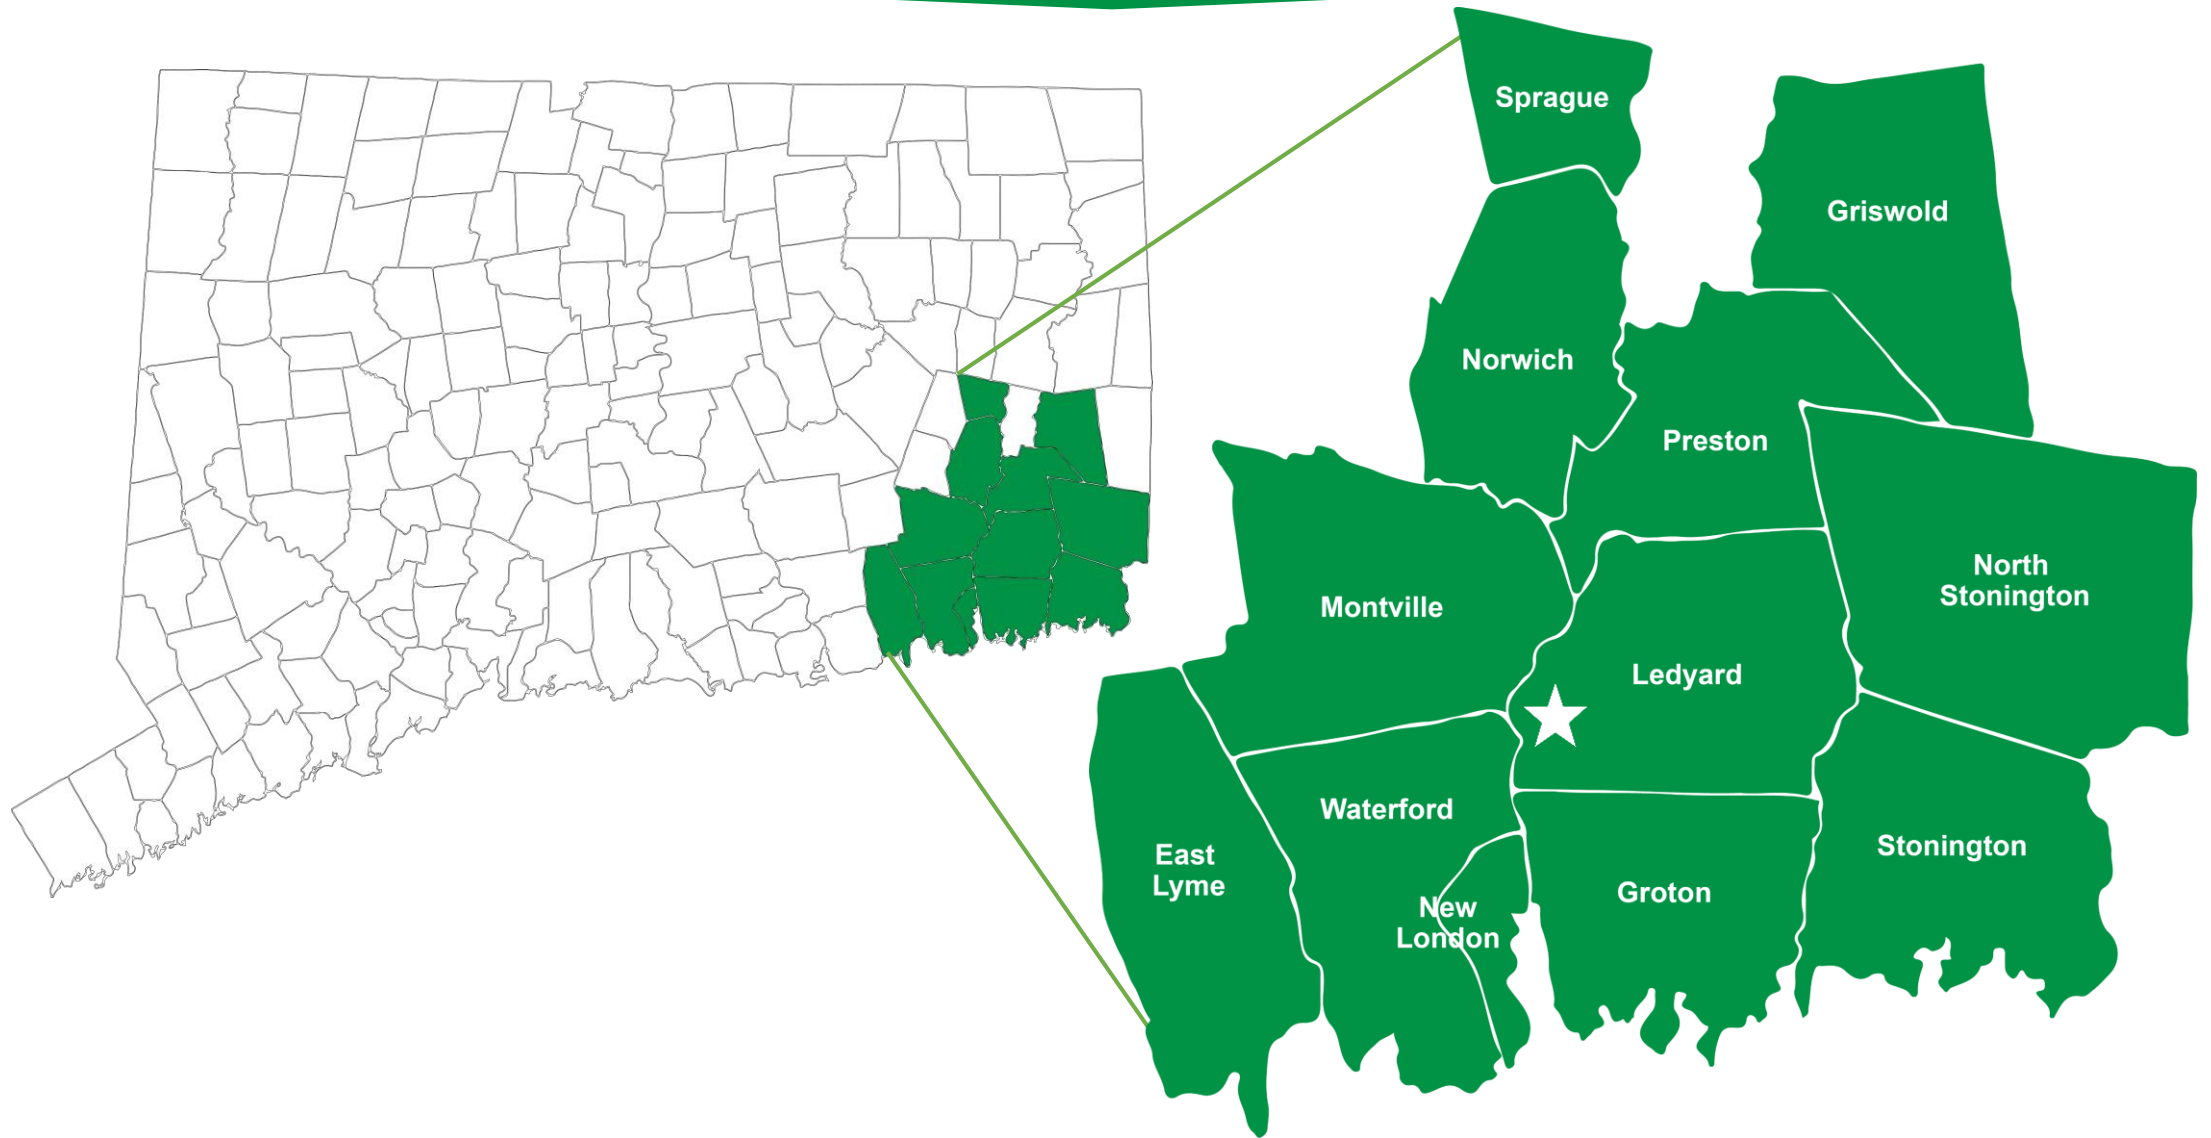 Sprague
Griswold
Norwich
Preston
North
Stonington
Montville
Ledyard
Waterford
East
Lyme
Stonington
Groton
New
London